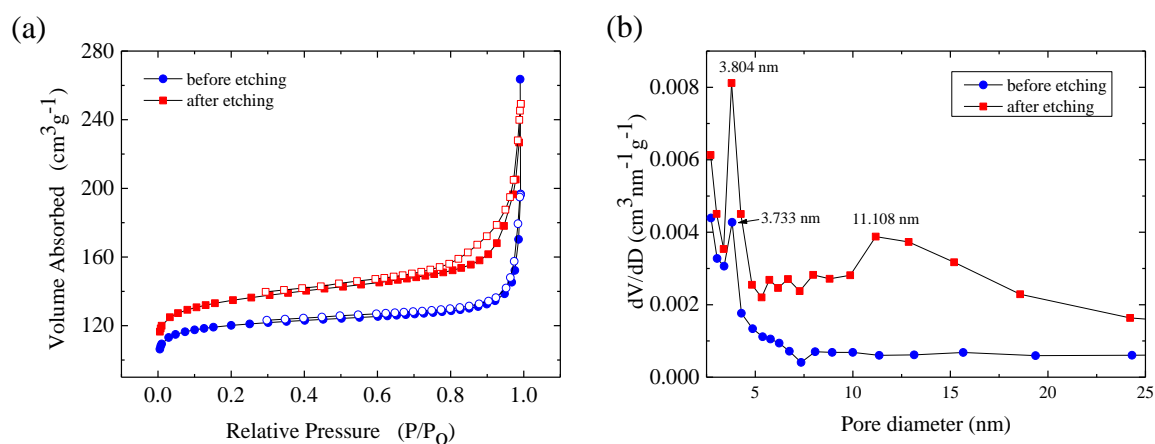 (a)
280
240
200
160
120
0.0 0.2 0.4 0.6 0.8 1.0
Volume Absorbed (cm³g⁻¹)
Relative Pressure (P/P₀)
before etching
after etching
(b)
0.008
0.006
0.004
0.002
0.000
5 10 15 20 25
dV/dD (cm³nm⁻¹g⁻¹)
Pore diameter (nm)
3.804 nm
3.733 nm
11.108 nm
before etching
after etching